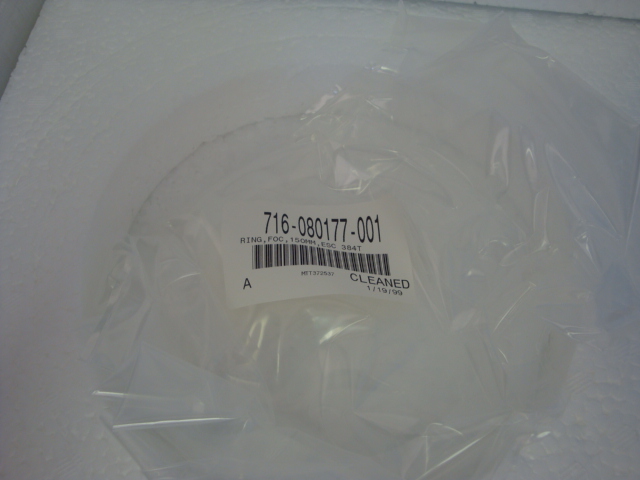 716-080177-001
RING,FOC,150MM,ESC 384T
A CLEANED
1/19/99